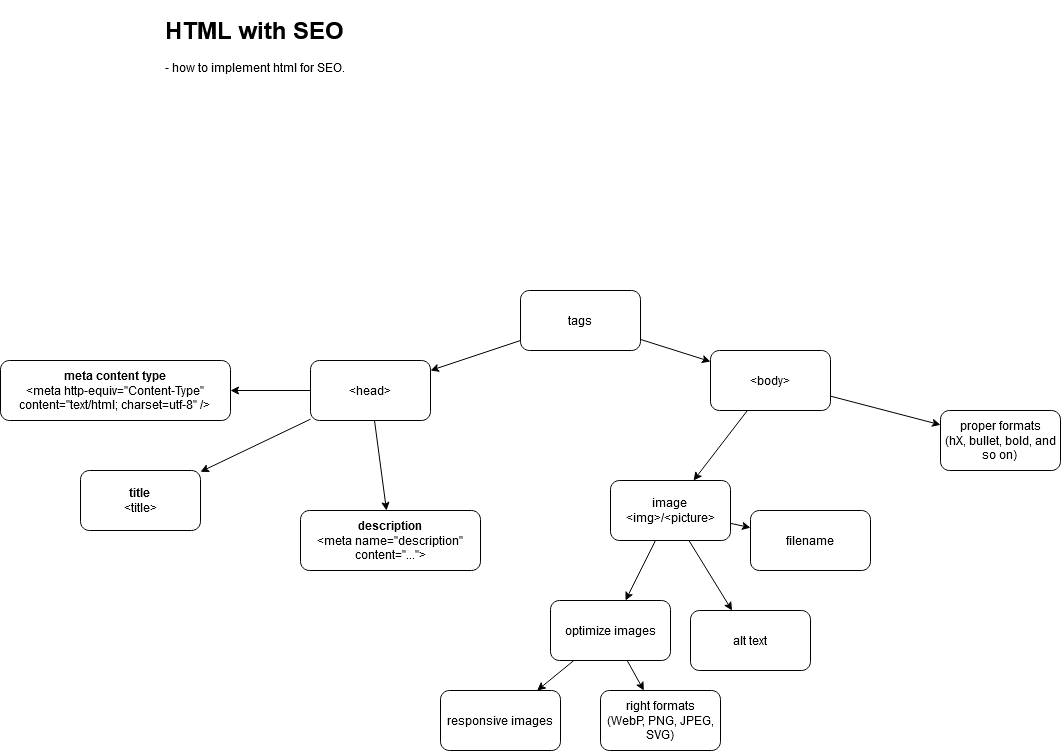 HTML with SEO
- how to implement html for SEO.
tags
meta content type
<meta http-equiv="Content-Type"
content="text/html; charset=utf-8" />
<head>
<body>
proper formats
(hX, bullet, bold, and
so on)
title
<title>
description
<meta name="description"
content="...">
image
<img>/<picture>
filename
optimize images
alt text
responsive images
right formats
(WebP, PNG, JPEG,
SVG)